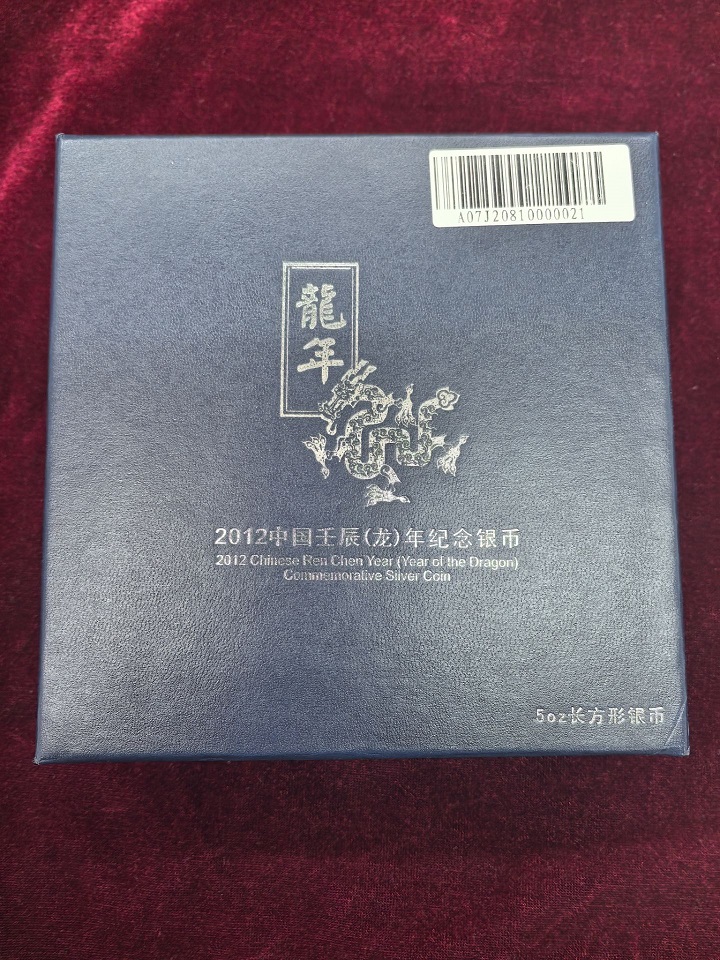 A07J20810000021
龍
年
2012中国壬辰(龙)年纪念银币
2012 Chinese Ren Chen Year (Year of the Dragon)
Commemorative Silver Coin
5oz长方形银币